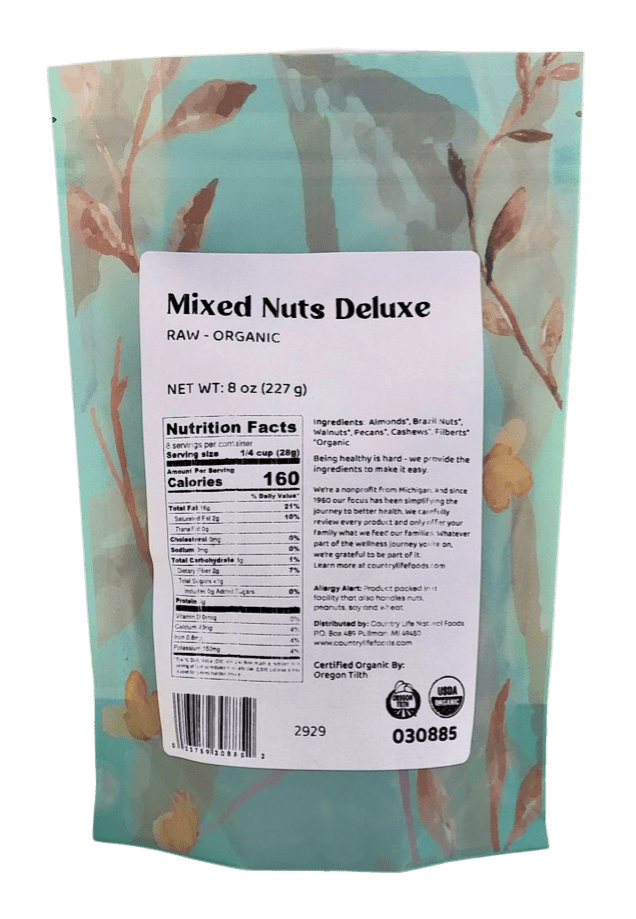 Mixed Nuts Deluxe
RAW - ORGANIC
NET WT: 8 oz (227 g)
Nutrition Facts
8 servings per container
Serving size 1/4 cup (28g)
Amount Per Serving
Calories 160
% Daily Value*
Total Fat 16g 21%
Saturated Fat 2g 10%
Trans Fat 0g
Cholesterol 0mg 0%
Sodium 0%
Total Carbohydrate 1%
Dietary Fiber 2g 7%
Total Sugars <1g
Includes 0g Added Sugars 0%
Protein
Vitamin D 0mcg 0%
Calcium 4%
Iron 4%
Potassium 150mg 4%
Ingredients: Almonds*, Brazil Nuts*,
Walnuts*, Pecans*, Cashews*, Filberts*
*Organic
Being healthy is hard - we provide the
ingredients to make it easy.
We're a nonprofit from Michigan, and since
1960 our focus has been simplifying the
journey to better health. We carefully
review every product and only offer your
family what we feed our families. Whatever
part of the wellness journey you're on,
we're grateful to be part of it.
Learn more at countrylifefoods.com
Allergy Alert: Product packed in a
facility that also handles nuts,
peanuts, soy and wheat.
Distributed by: Country Life Natural Foods
P.O. Box 489 Pullman, MI 49450
www.countrylifefoods.com
Certified Organic By:
Oregon Tilth
OREGON
TILTH
USDA
ORGANIC
2929
030885